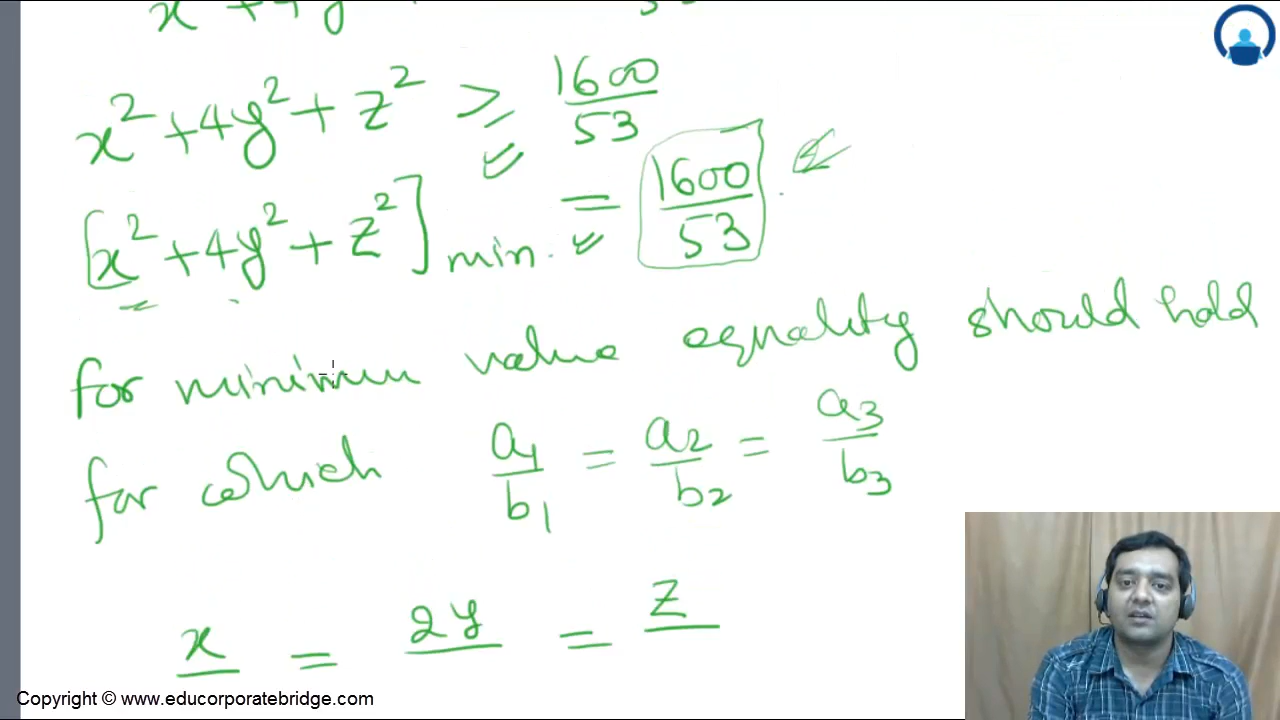 x + 4y
x² + 4y² + z² ≥ 1600/53
[x² + 4y² + z²] min. = 1600/53
for minimum value equality should hold
for which a₁/b₁ = a₂/b₂ = a₃/b₃
x = 2y = z
Copyright © www.educorporatebridge.com